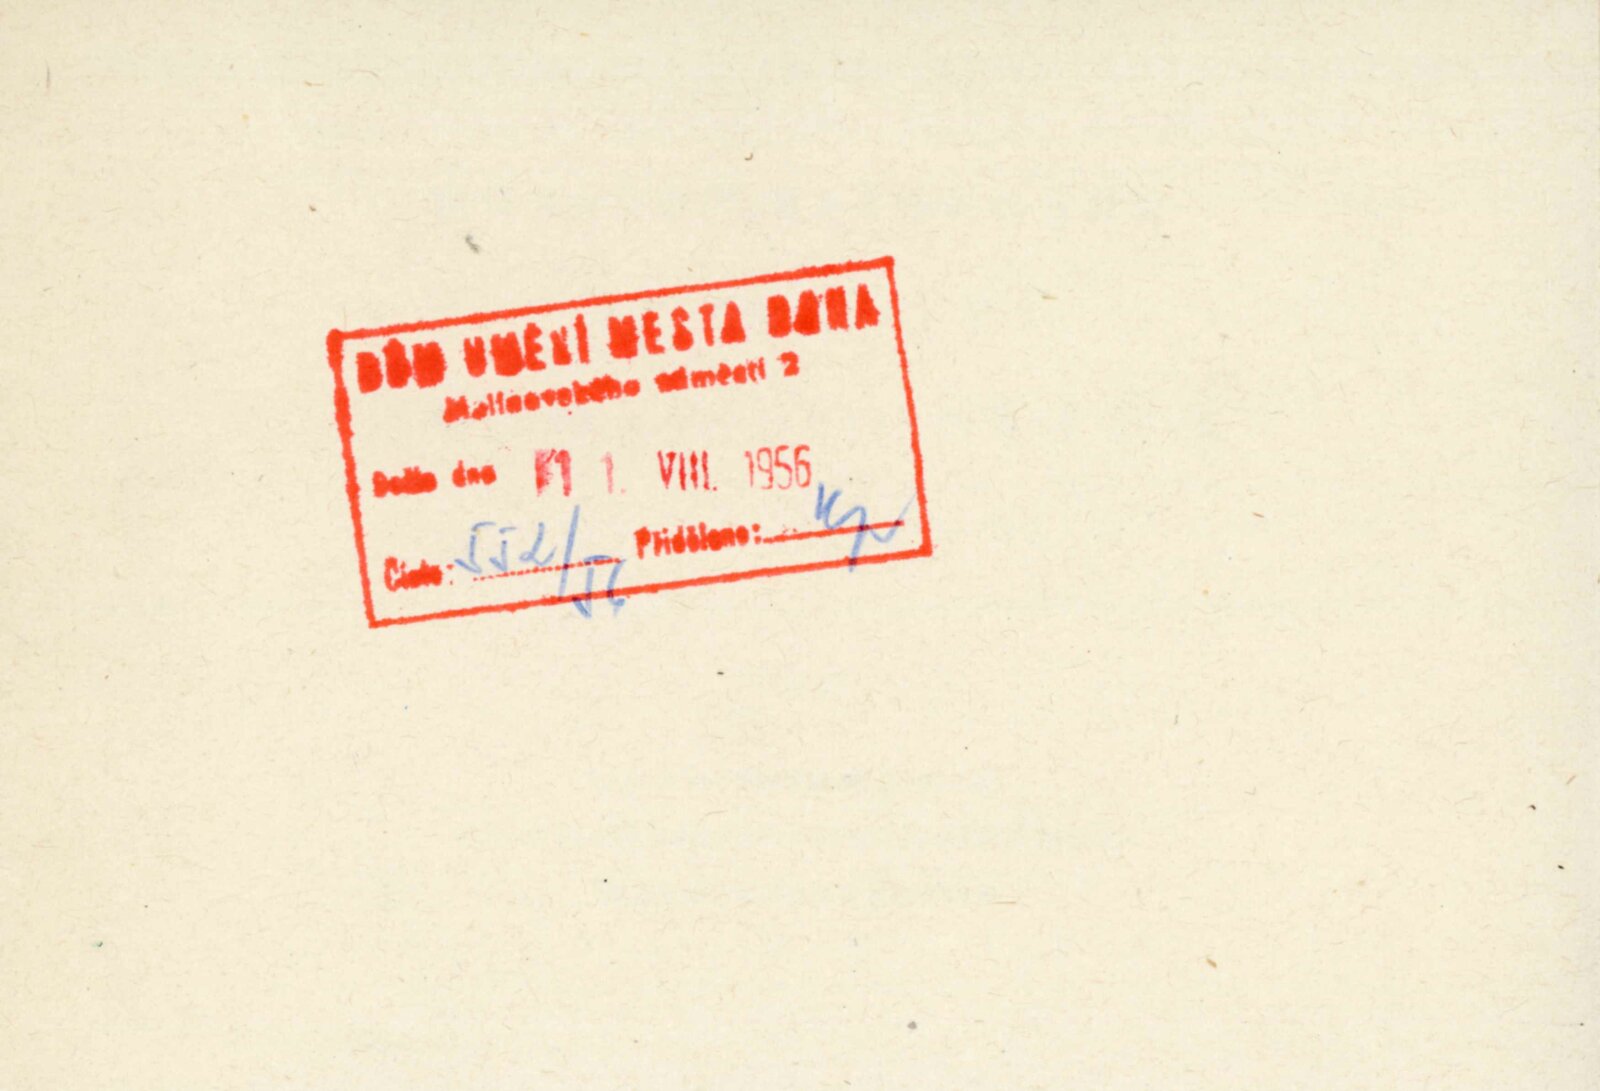 DŮM UMĚNÍ MĚSTA BRNA
Malinovského náměstí 2
Došlo dne 1. VIII. 1956
Číslo: 552/56 Přiděleno: